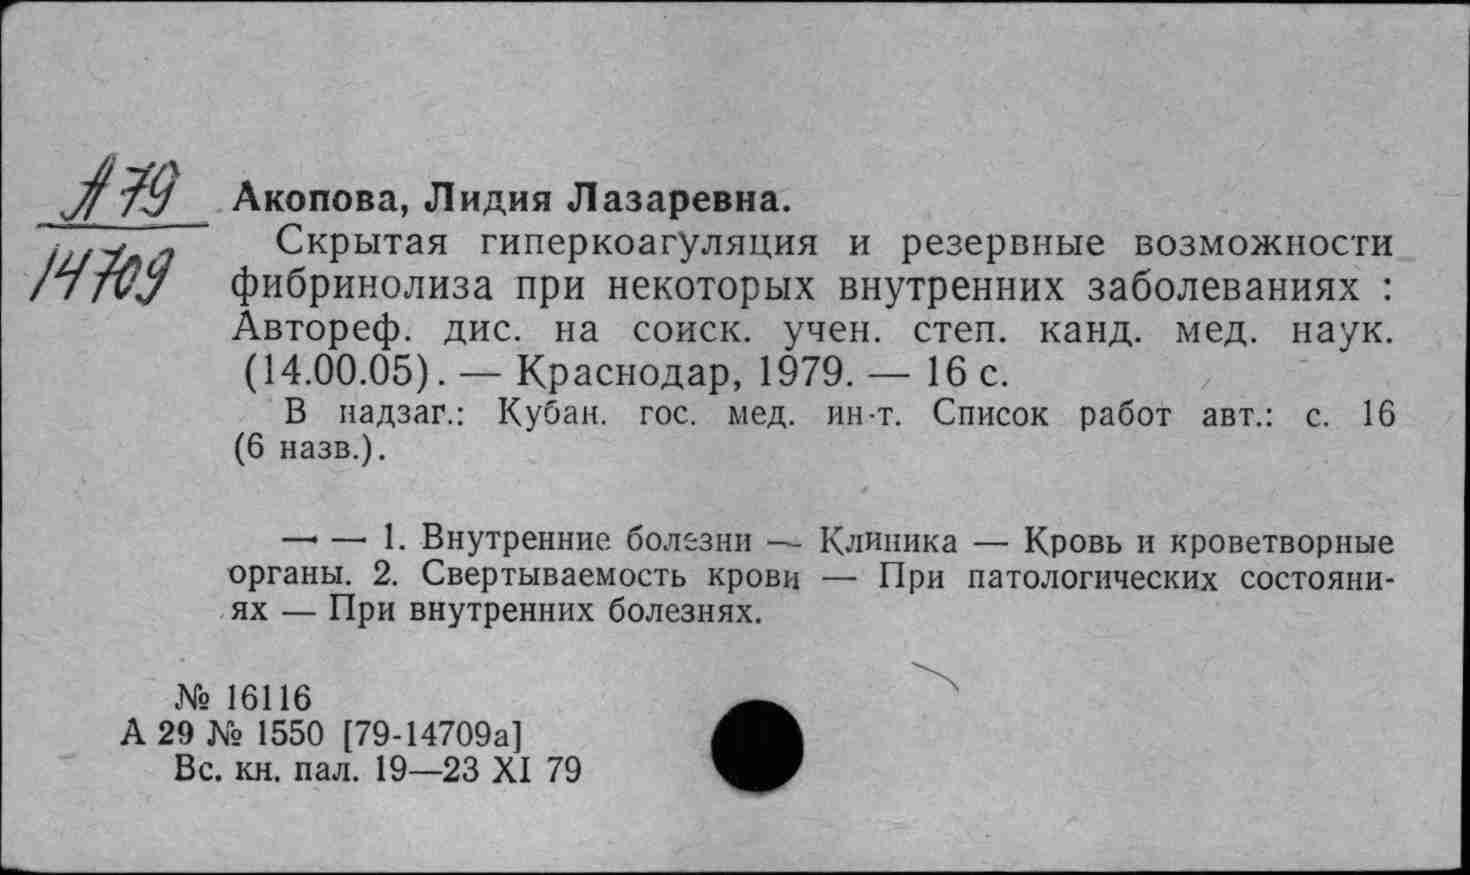 Д79
14709
Акопова, Лидия Лазаревна.
Скрытая гиперкоагуляция и резервные возможности
фибринолиза при некоторых внутренних заболеваниях :
Автореф. дис. на соиск. учен. степ. канд. мед. наук.
(14.00.05). — Краснодар, 1979. — 16 с.
В надзаг.: Кубан. гос. мед. ин-т. Список работ авт.: с. 16
(6 назв.).
— — 1. Внутренние болезни — Клиника — Кровь и кроветворные
органы. 2. Свертываемость крови — При патологических состояни-
ях — При внутренних болезнях.
№ 16116
А 29 № 1550 [79-14709а]
Вс. кн. пал. 19—23 XI 79